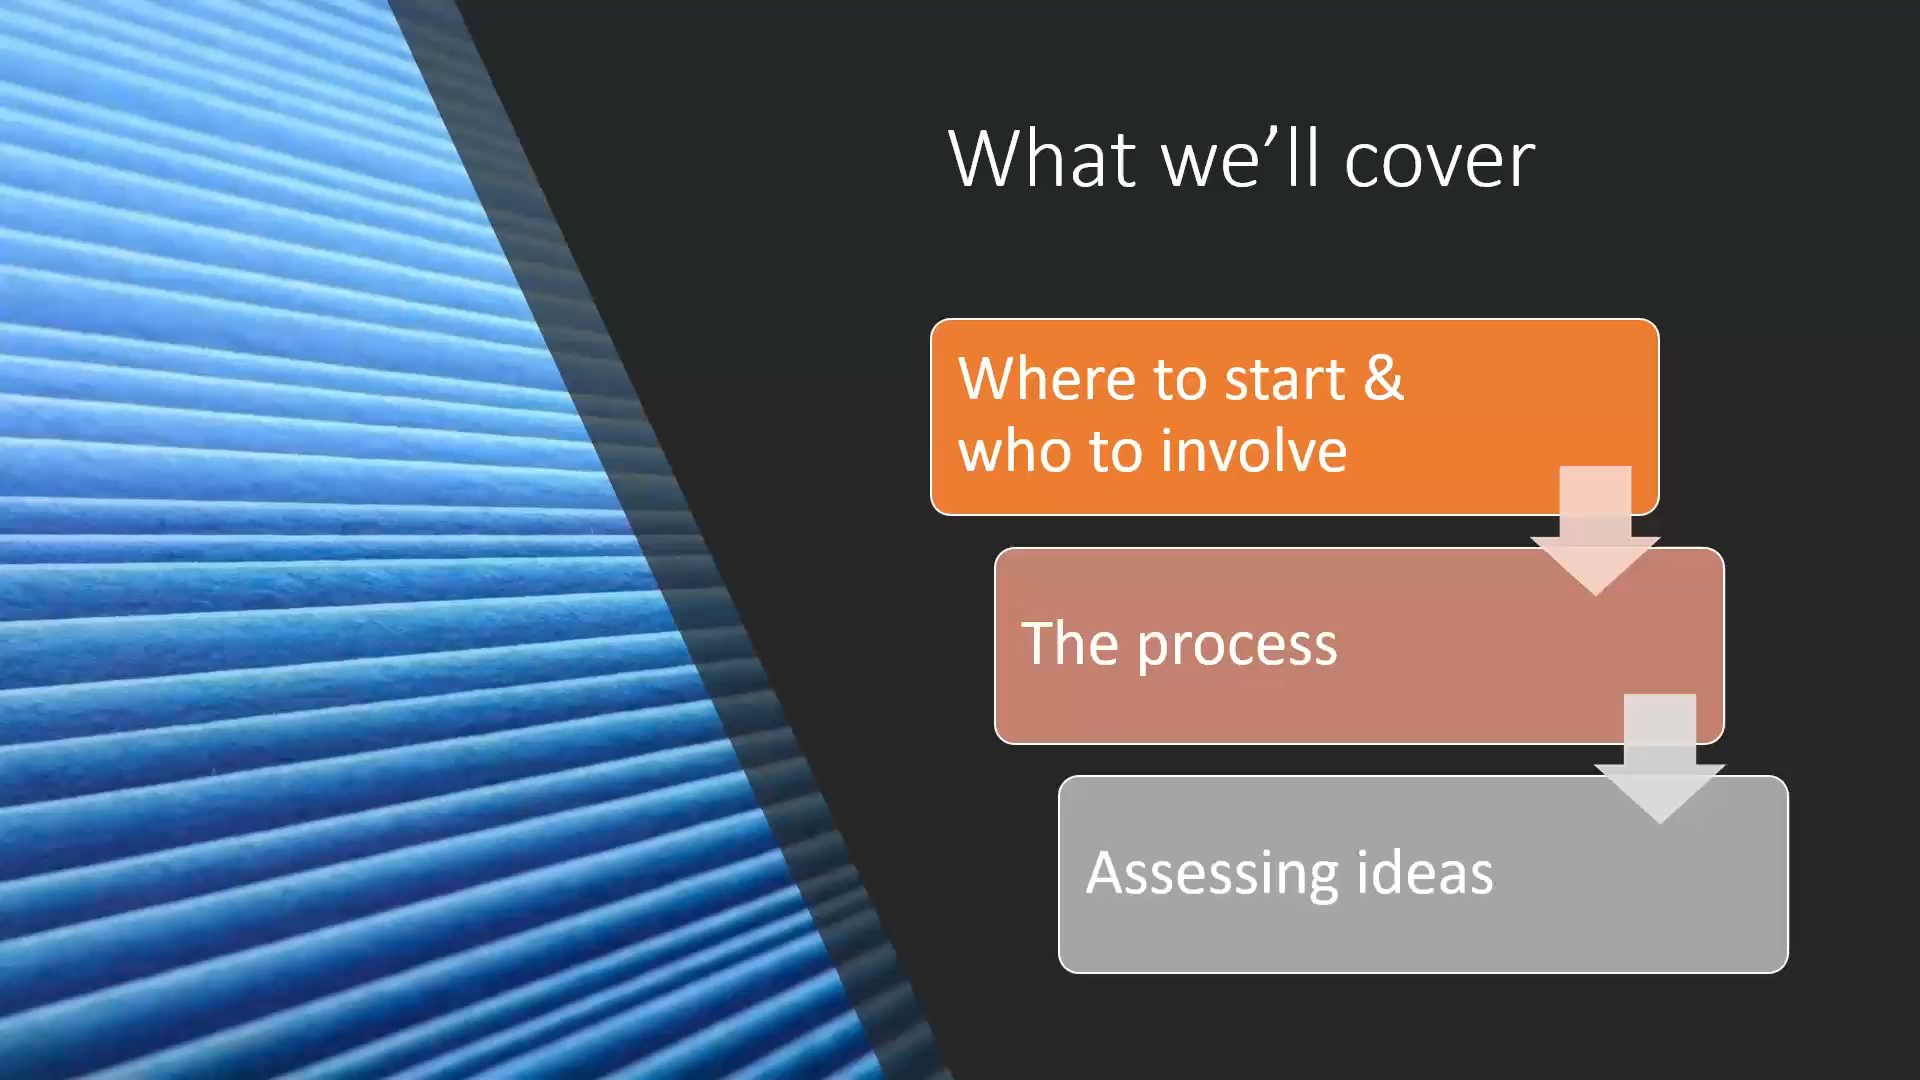 What we’ll cover
Where to start &
who to involve
The process
Assessing ideas